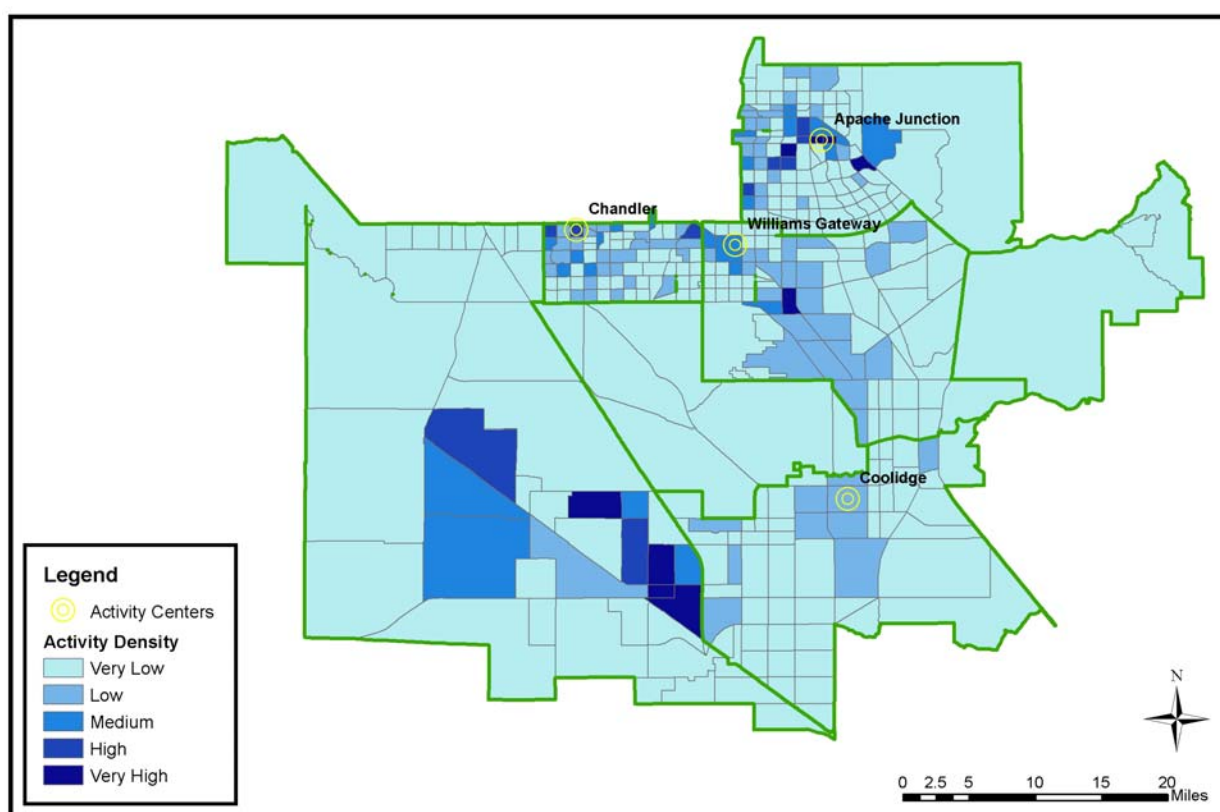 Apache Junction
Chandler
Williams Gateway
Coolidge
Legend
Activity Centers
Activity Density
Very Low
Low
Medium
High
Very High
N
0 2.5 5 10 15 20
Miles